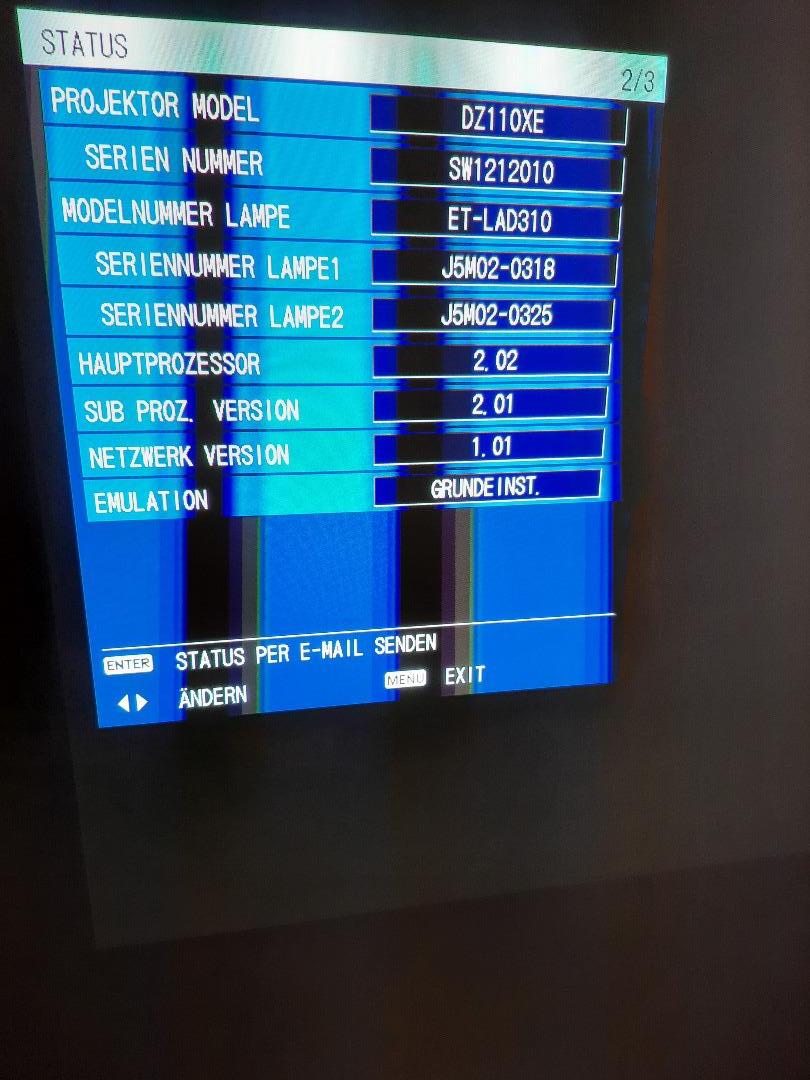 STATUS
2/3
PROJEKTOR MODEL DZ110XE
SERIEN NUMMER SW1212010
MODELNUMMER LAMPE ET-LAD310
SERIENNUMMER LAMPE1 J5M02-0318
SERIENNUMMER LAMPE2 J5M02-0325
HAUPTPROZESSOR 2.02
SUB PROZ. VERSION 2.01
NETZWERK VERSION 1.01
EMULATION GRUNDEINST.
ENTER STATUS PER E-MAIL SENDEN
ÄNDERN MENU EXIT